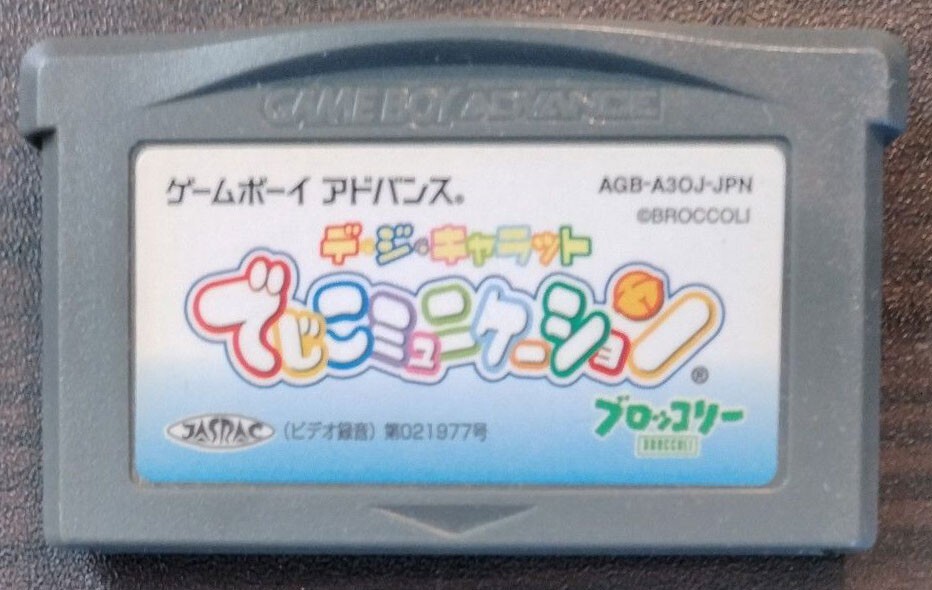 GAME BOY ADVANCE
ゲームボーイ アドバンス®
AGB-A3OJ-JPN
©BROCCOLI
デ・ジ・キャラット
でじこミュニケーション®
ブロッコリー
BROCCOLI
JASRAC (ビデオ録音) 第021977号